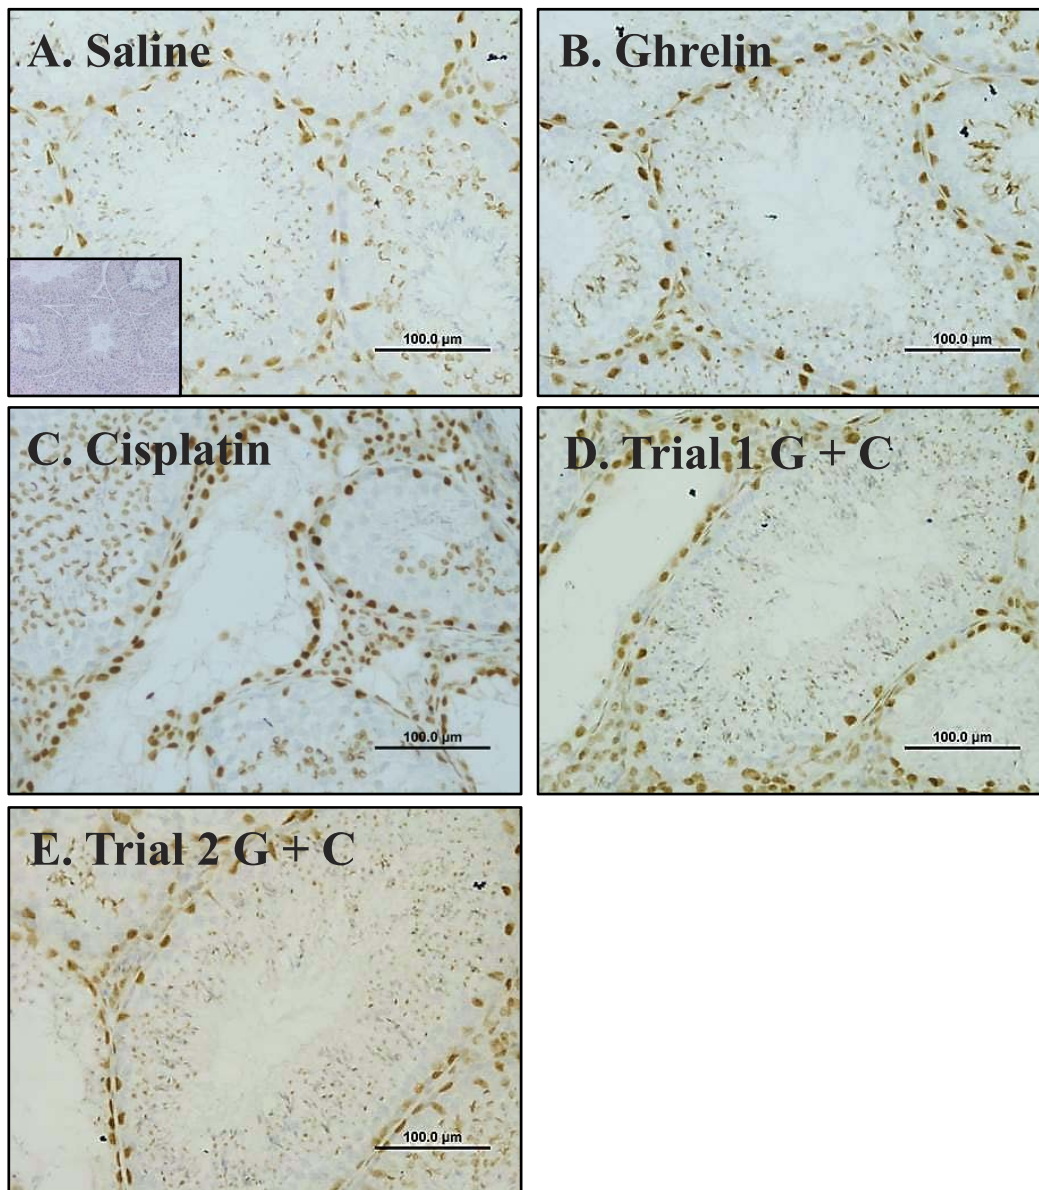 A. Saline
B. Ghrelin
100.0 µm
100.0 µm
C. Cisplatin
D. Trial 1 G + C
100.0 µm
100.0 µm
E. Trial 2 G + C
100.0 µm